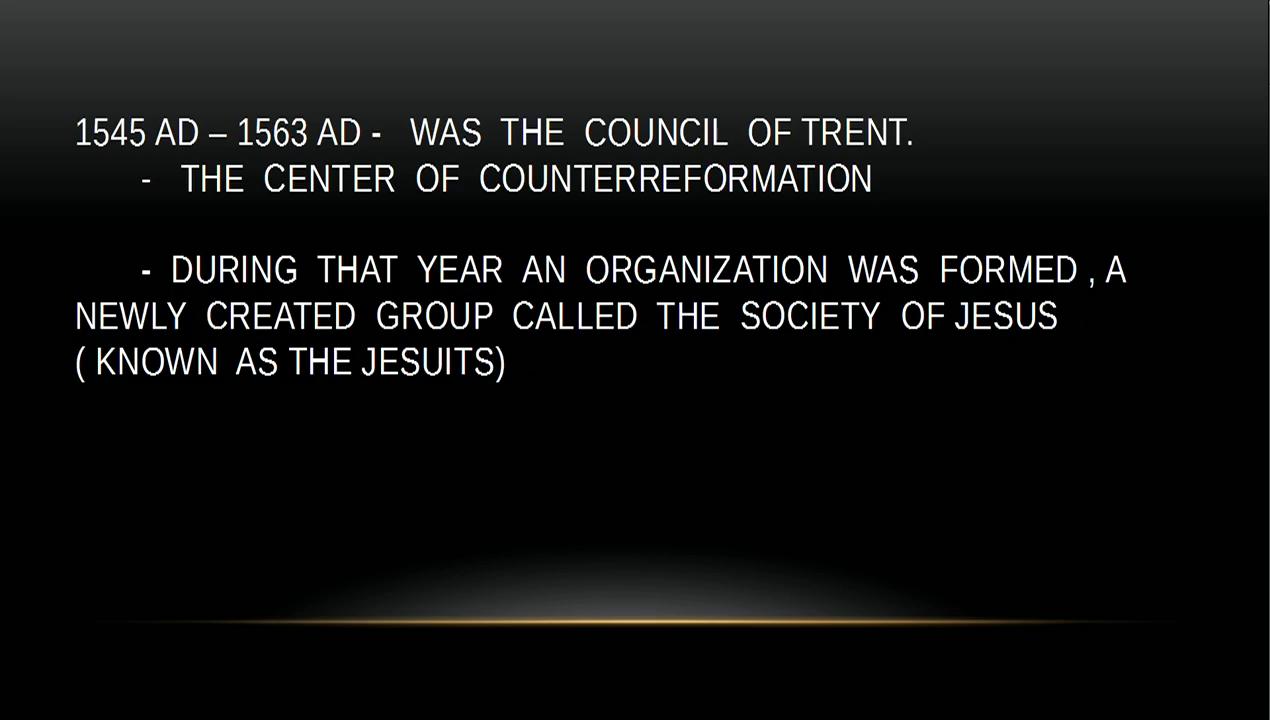 1545 AD – 1563 AD - WAS THE COUNCIL OF TRENT.
- THE CENTER OF COUNTERREFORMATION
- DURING THAT YEAR AN ORGANIZATION WAS FORMED , A
NEWLY CREATED GROUP CALLED THE SOCIETY OF JESUS
( KNOWN AS THE JESUITS)